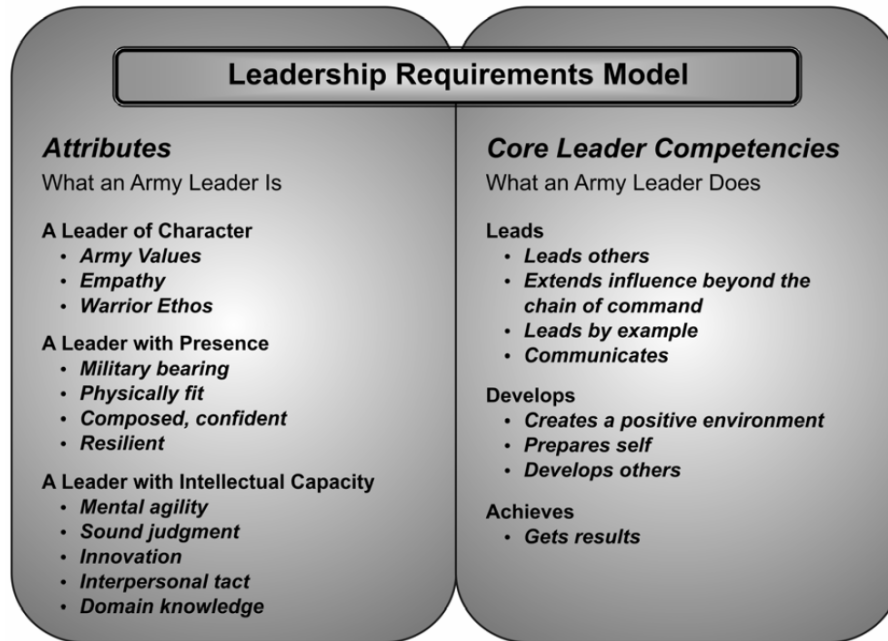 Leadership Requirements Model
Attributes
What an Army Leader Is
A Leader of Character
• Army Values
• Empathy
• Warrior Ethos
A Leader with Presence
• Military bearing
• Physically fit
• Composed, confident
• Resilient
A Leader with Intellectual Capacity
• Mental agility
• Sound judgment
• Innovation
• Interpersonal tact
• Domain knowledge
Core Leader Competencies
What an Army Leader Does
Leads
• Leads others
• Extends influence beyond the
chain of command
• Leads by example
• Communicates
Develops
• Creates a positive environment
• Prepares self
• Develops others
Achieves
• Gets results